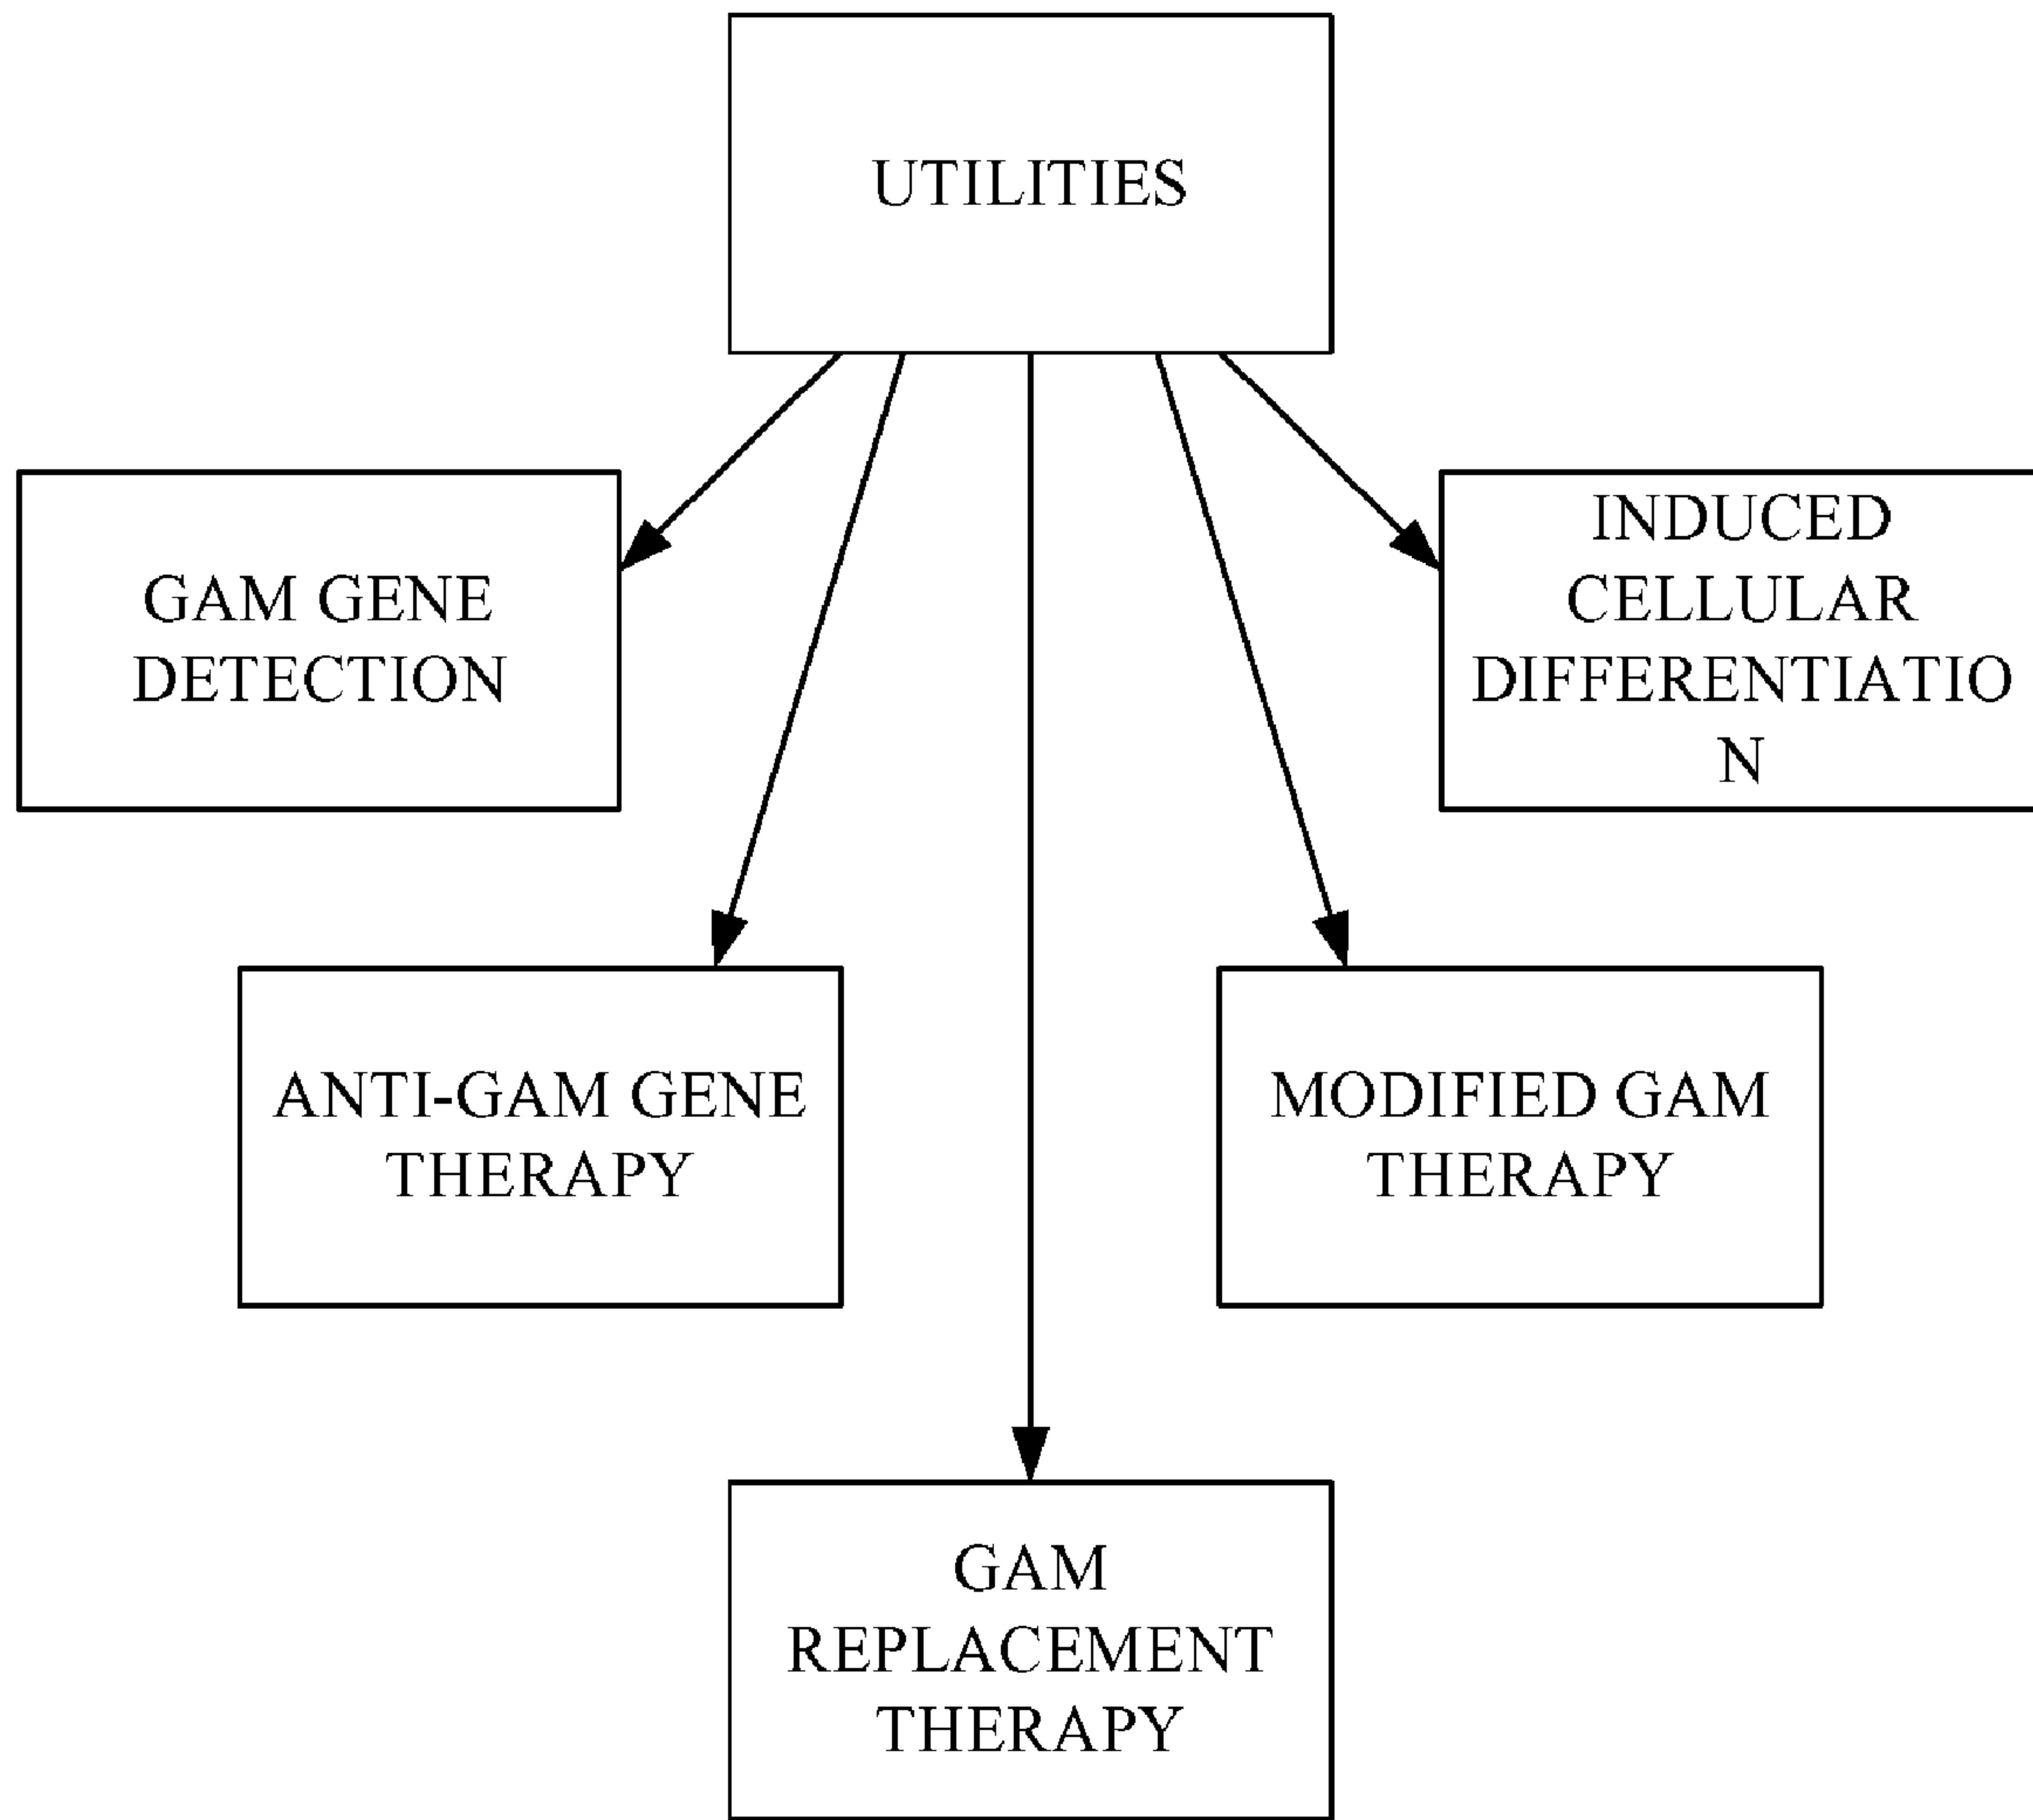 UTILITIES
GAM GENE
DETECTION
INDUCED
CELLULAR
DIFFERENTIATIO
N
ANTI-GAM GENE
THERAPY
MODIFIED GAM
THERAPY
GAM
REPLACEMENT
THERAPY